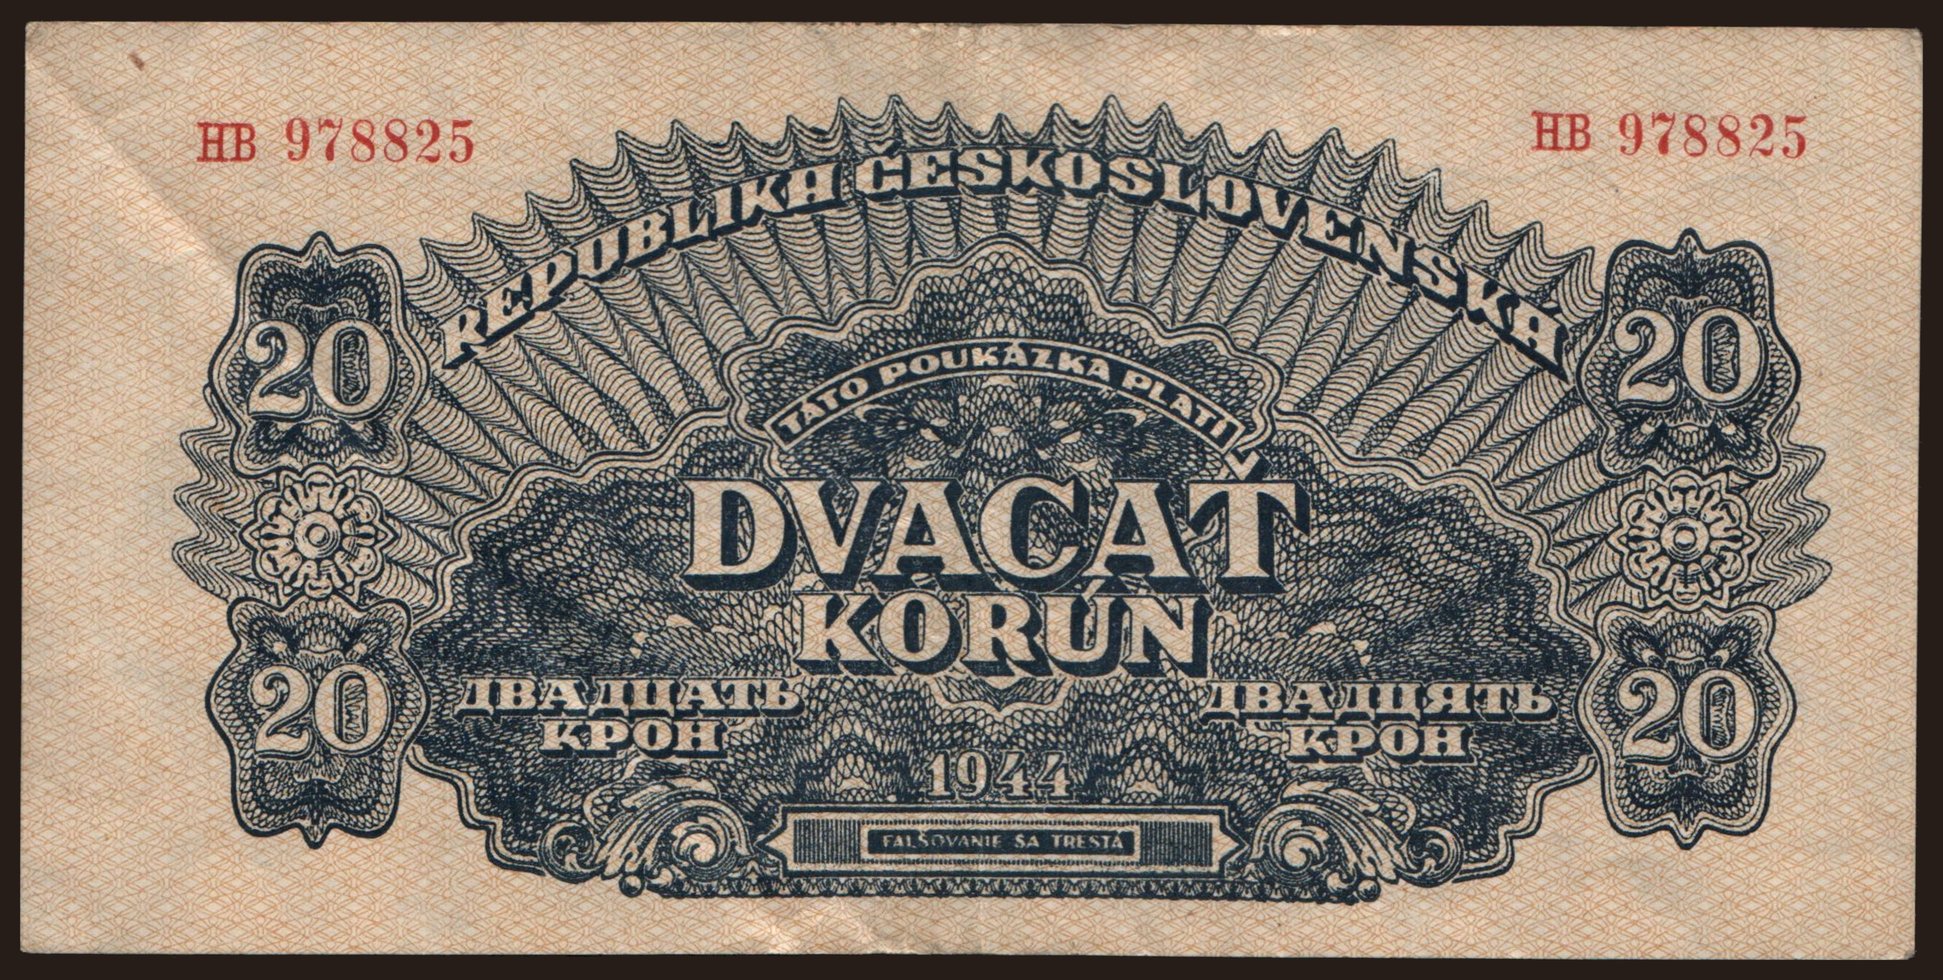 HB 978825
HB 978825
REPUBLIKA ČESKOSLOVENSKÁ
20
20
TÁTO POUKÁZKA PLATÍ
DVACAŤ
KORÚN
ДВАДЦАТЬ
КРОН
ДВАДЦЯТЬ
КРОН
20
20
1944
FALŠOVANIE SA TRESTÁ